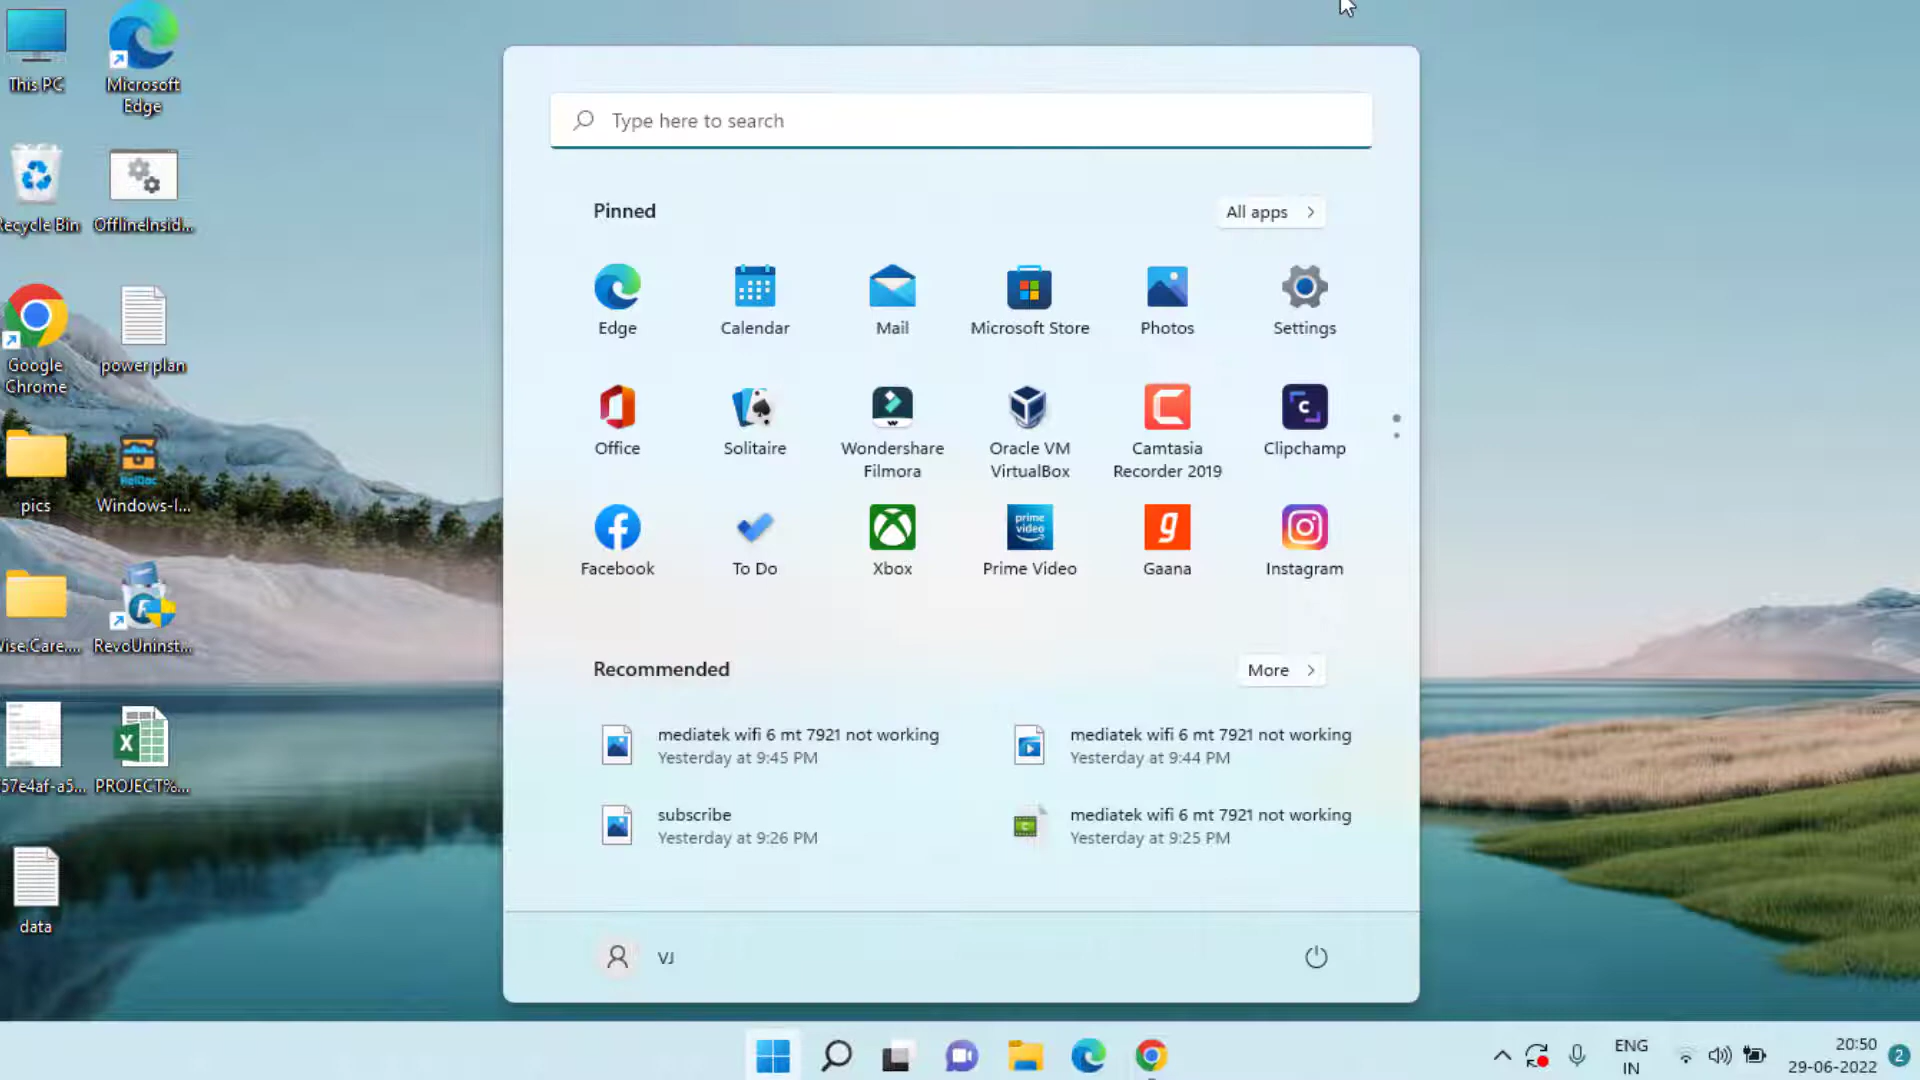 This PC
Microsoft
Edge
Recycle Bin
OfflineInsid...
Google
Chrome
power plan
pics
Windows-I...
RelDoc
Wise Care....
RevoUninst...
57e4af-a5...
PROJECT%...
data
Type here to search
Pinned
All apps
Edge
Calendar
Mail
Microsoft Store
Photos
Settings
Office
Solitaire
Wondershare
Filmora
Oracle VM
VirtualBox
Camtasia
Recorder 2019
Clipchamp
prime
video
Facebook
To Do
Xbox
Prime Video
Gaana
Instagram
Recommended
More
mediatek wifi 6 mt 7921 not working
Yesterday at 9:45 PM
mediatek wifi 6 mt 7921 not working
Yesterday at 9:44 PM
subscribe
Yesterday at 9:26 PM
mediatek wifi 6 mt 7921 not working
Yesterday at 9:25 PM
VJ
ENG
IN
20:50
29-06-2022
2